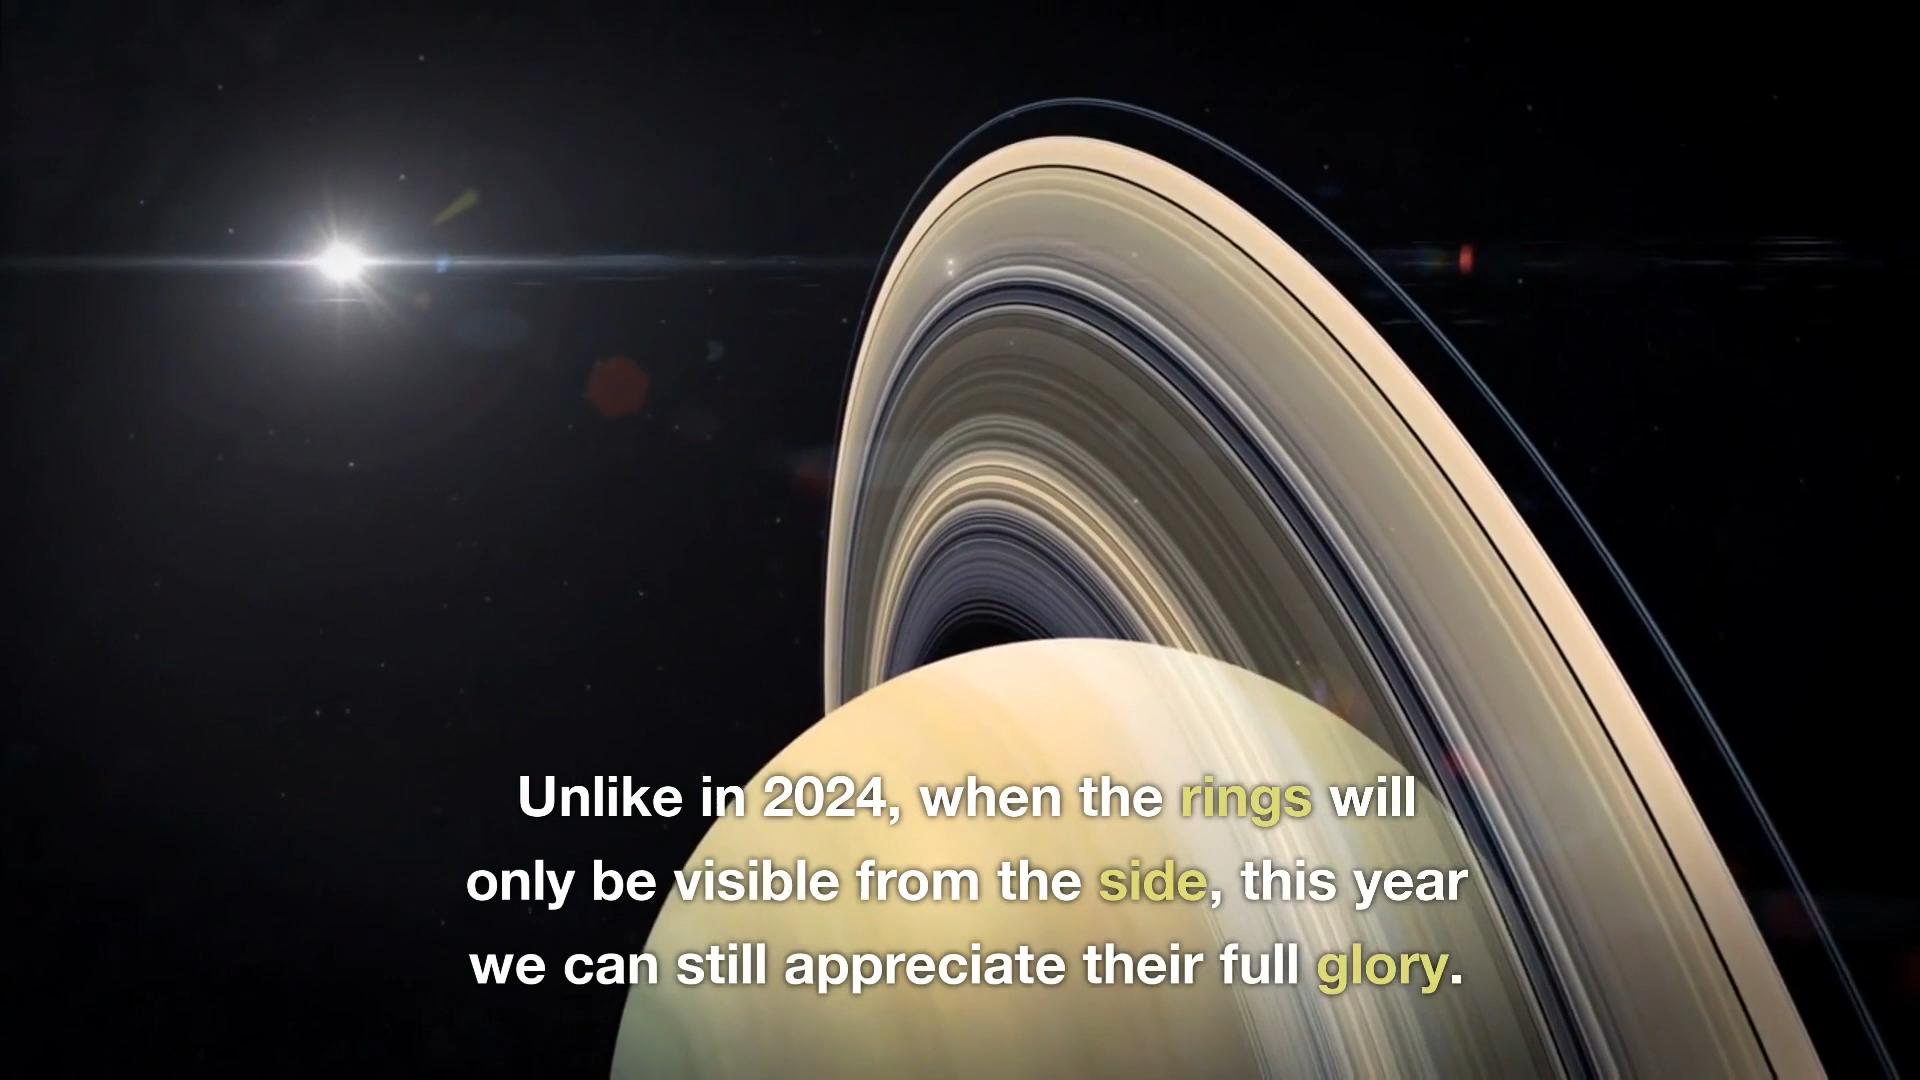 Unlike in 2024, when the rings will
only be visible from the side, this year
we can still appreciate their full glory.